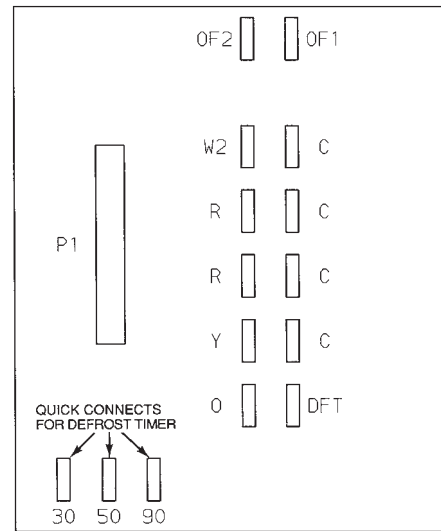 OF2 OF1
W2 C
R C
P1
R C
Y C
O DFT
QUICK CONNECTS
FOR DEFROST TIMER
30 50 90